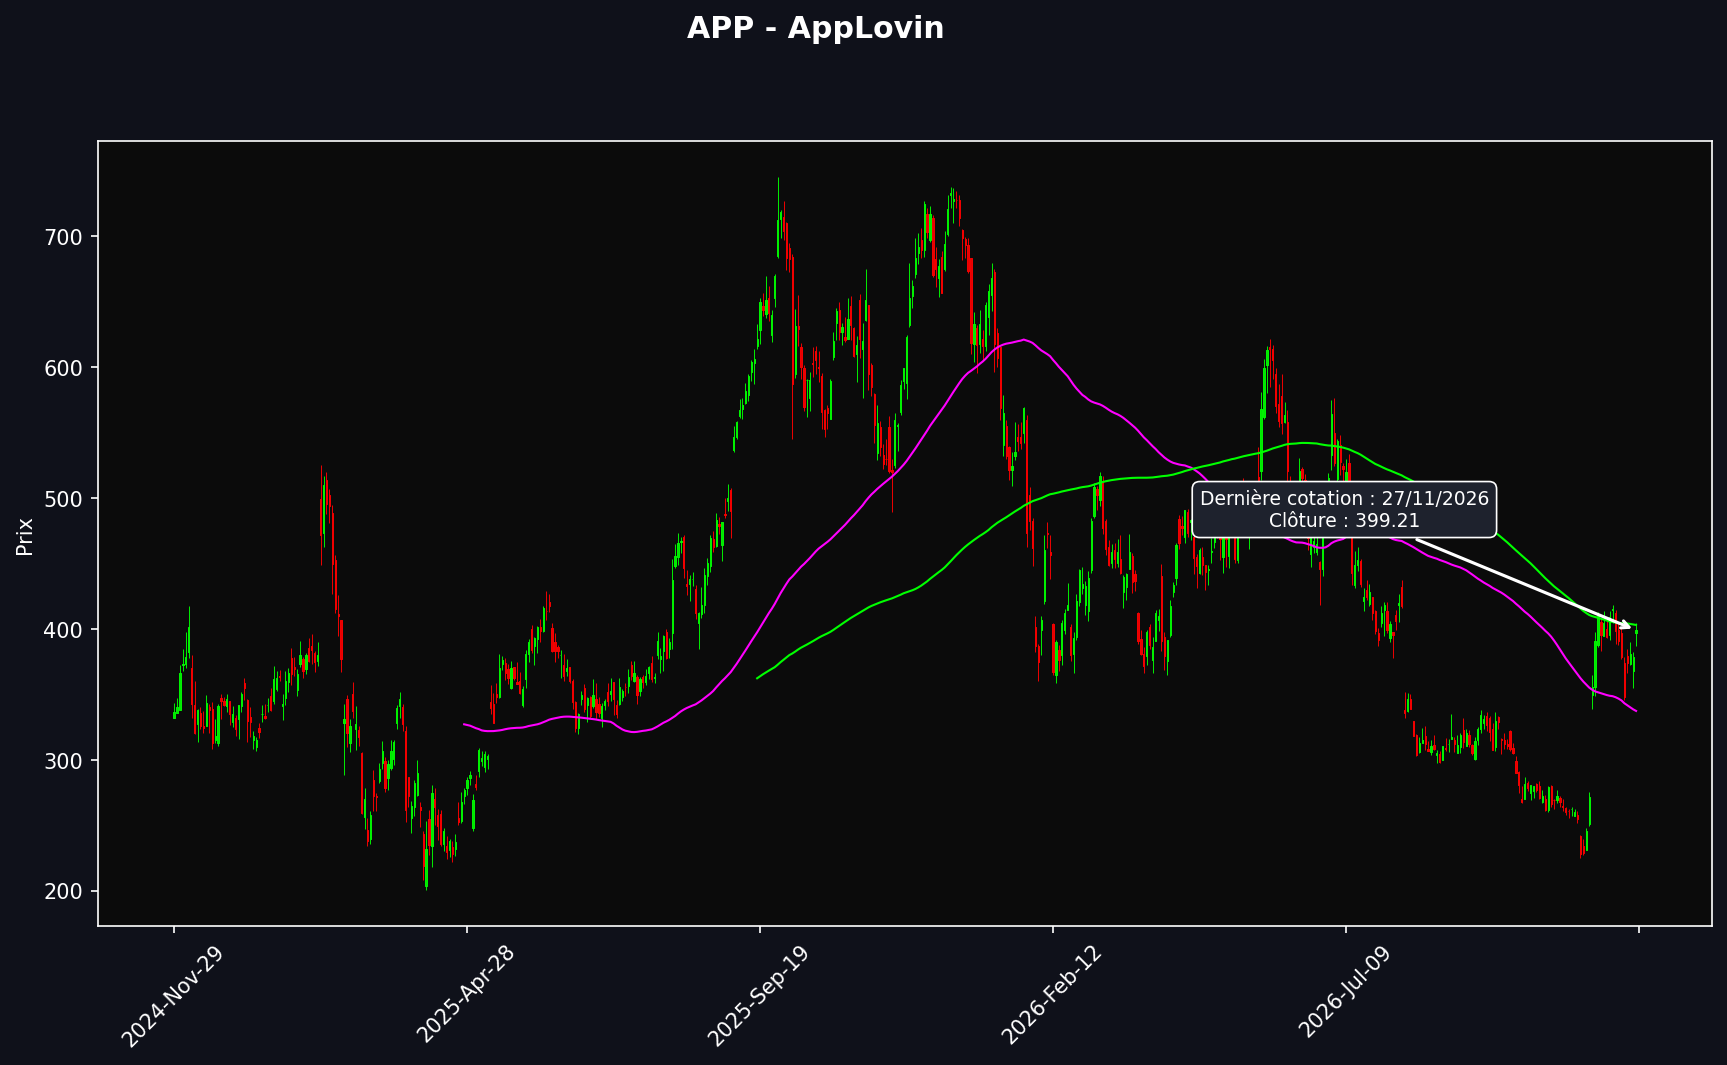 APP - AppLovin
Prix
700
600
500
400
300
200
Dernière cotation : 27/11/2026
Clôture : 399.21
2024-Nov-29
2025-Apr-28
2025-Sep-19
2026-Feb-12
2026-Jul-09